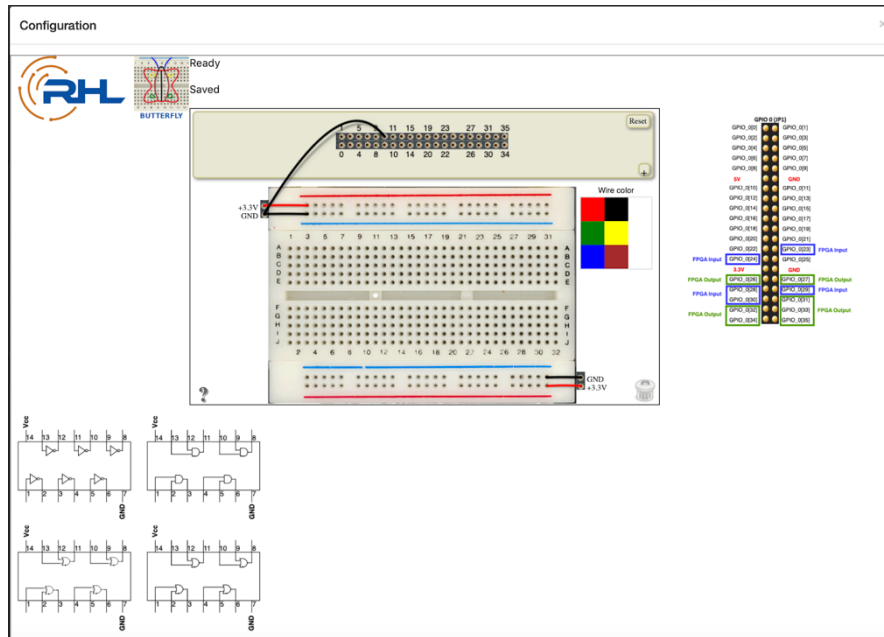 Configuration
×
RHL
BUTTERFLY
Ready
Saved
1 5 9 11 15 19 23 27 31 35
0 4 8 10 14 20 22 26 30 34
Reset
+
+3.3V
GND
Wire color
1 3 5 7 9 11 13 15 17 19 21 23 25 27 29 31
A
B
C
D
E
A
B
C
D
E
F
G
H
I
J
F
G
H
I
J
2 4 6 8 10 12 14 16 18 20 22 24 26 28 30 32
GND
+3.3V
?
GPIO 0 (JP1)
GPIO_0[0] GPIO_0[1]
GPIO_0[2] GPIO_0[3]
GPIO_0[4] GPIO_0[5]
GPIO_0[6] GPIO_0[7]
GPIO_0[8] GPIO_0[9]
5V GND
GPIO_0[10] GPIO_0[11]
GPIO_0[12] GPIO_0[13]
GPIO_0[14] GPIO_0[15]
GPIO_0[16] GPIO_0[17]
GPIO_0[18] GPIO_0[19]
GPIO_0[20] GPIO_0[21]
GPIO_0[22] GPIO_0[23] FPGA Input
FPGA Input GPIO_0[24] GPIO_0[25]
3.3V GND
FPGA Output GPIO_0[26] GPIO_0[27] FPGA Output
FPGA Input GPIO_0[28] GPIO_0[29] FPGA Input
GPIO_0[30] GPIO_0[31]
FPGA Output GPIO_0[32] GPIO_0[33] FPGA Output
GPIO_0[34] GPIO_0[35]
Vcc
14 13 12 11 10 9 8
1 2 3 4 5 6 7
GND
Vcc
14 13 12 11 10 9 8
1 2 3 4 5 6 7
GND
Vcc
14 13 12 11 10 9 8
1 2 3 4 5 6 7
GND
Vcc
14 13 12 11 10 9 8
1 2 3 4 5 6 7
GND